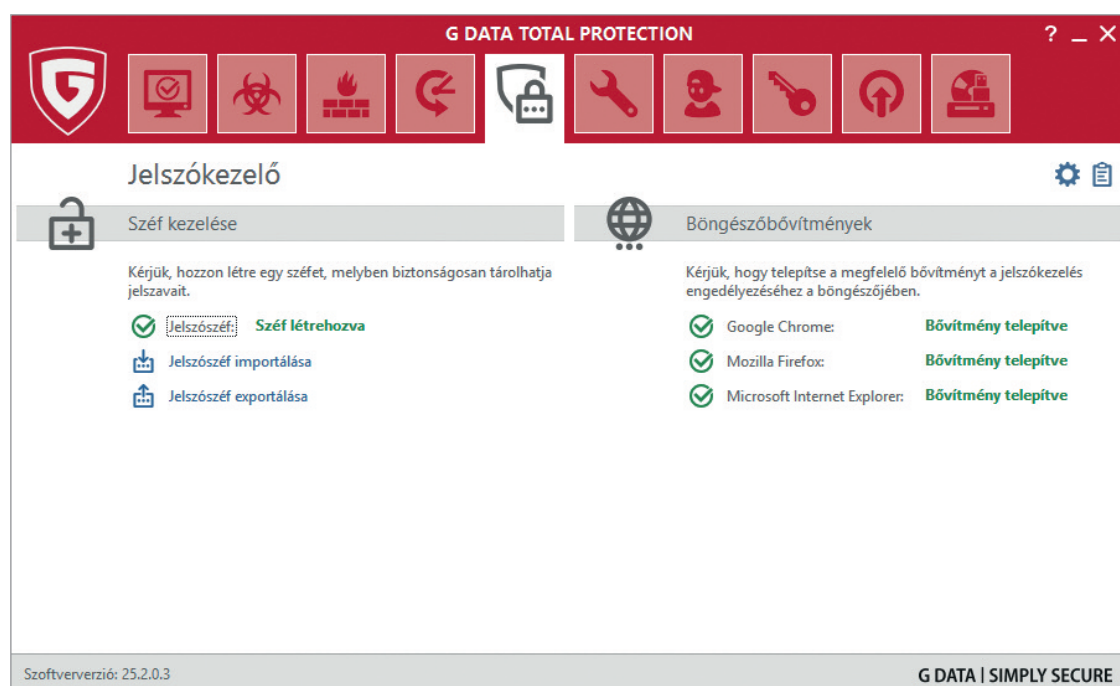 G DATA TOTAL PROTECTION
Jelszókezelő
Széf kezelése
Kérjük, hozzon létre egy széfet, melyben biztonságosan tárolhatja
jelszavait.
Jelszószéf: Széf létrehozva
Jelszószéf importálása
Jelszószéf exportálása
Böngészőbővítmények
Kérjük, hogy telepítse a megfelelő bővítményt a jelszókezelés
engedélyezéséhez a böngészőjében.
Google Chrome: Bővítmény telepítve
Mozilla Firefox: Bővítmény telepítve
Microsoft Internet Explorer: Bővítmény telepítve
Szoftververzió: 25.2.0.3
G DATA | SIMPLY SECURE